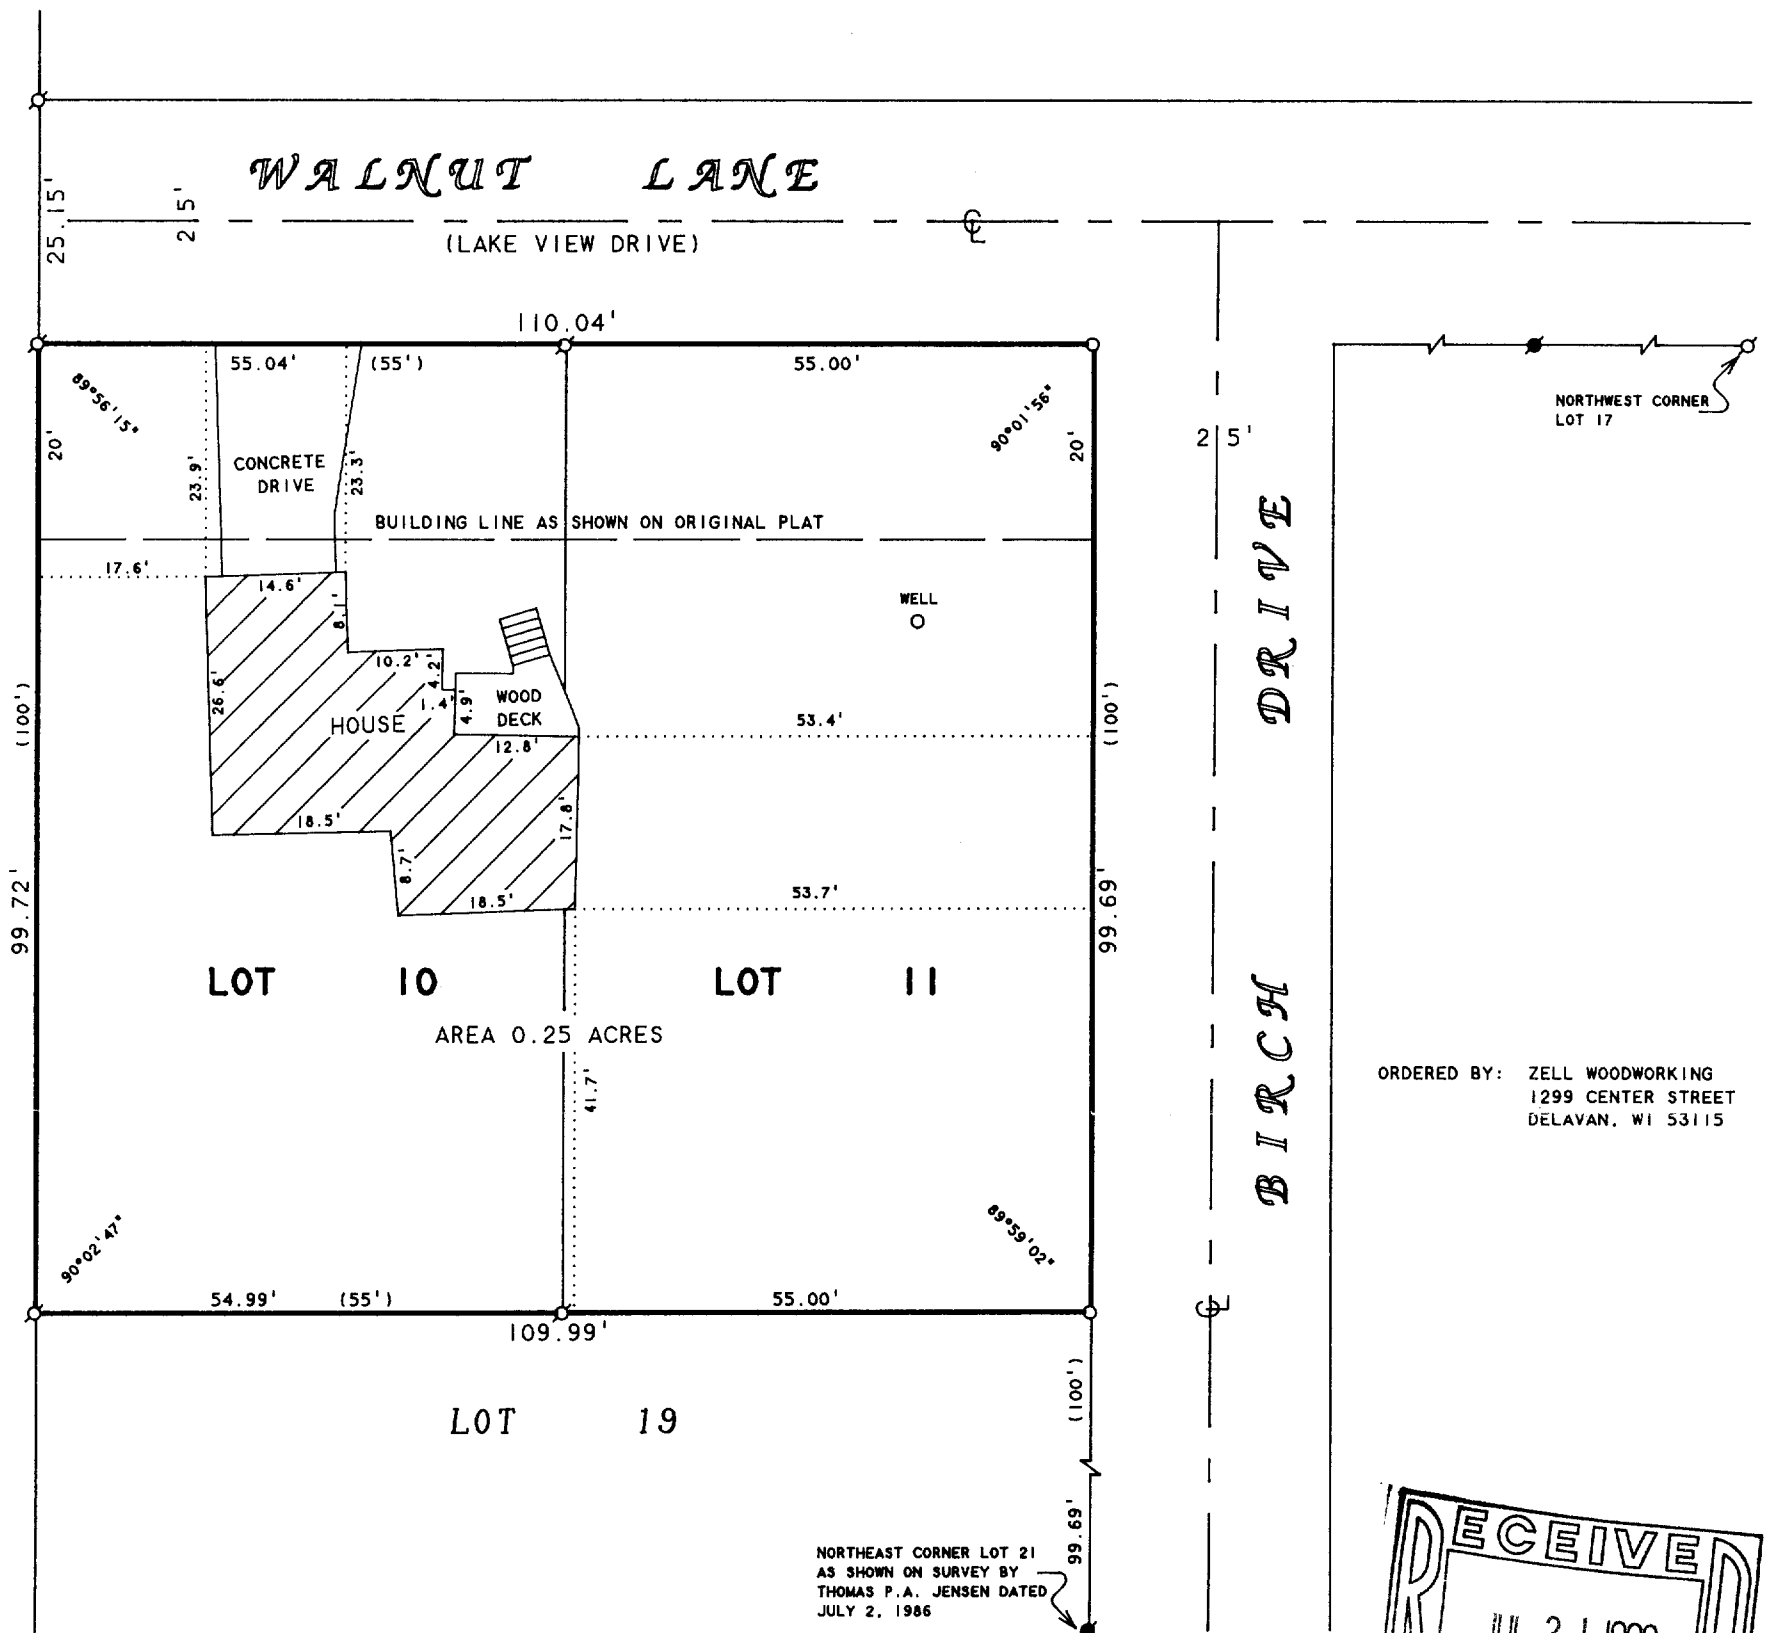 WALNUT LANE
25.15'
25'
℄
(LAKE VIEW DRIVE)
110.04'
55.04' (55')
55.00'
89°56'15"
90°01'56"
20'
20'
NORTHWEST CORNER
LOT 17
25'
CONCRETE
DRIVE
23.9'
23.3'
BUILDING LINE AS SHOWN ON ORIGINAL PLAT
17.6'
14.6'
8.1'
WELL
10.2'
4.2'
1.4'
4.9'
WOOD
DECK
26.6'
HOUSE
12.8'
53.4'
(100')
(100')
BIRCH DRIVE
18.5'
17.8'
8.7'
18.5'
53.7'
99.72'
99.69'
LOT 10
LOT 11
AREA 0.25 ACRES
41.7'
ORDERED BY: ZELL WOODWORKING
1299 CENTER STREET
DELAVAN, WI 53115
90°02'47"
89°59'02"
54.99' (55')
55.00'
109.99'
℄
(100')
LOT 19
99.69'
NORTHEAST CORNER LOT 21
AS SHOWN ON SURVEY BY
THOMAS P.A. JENSEN DATED
JULY 2, 1986
RECEIVED